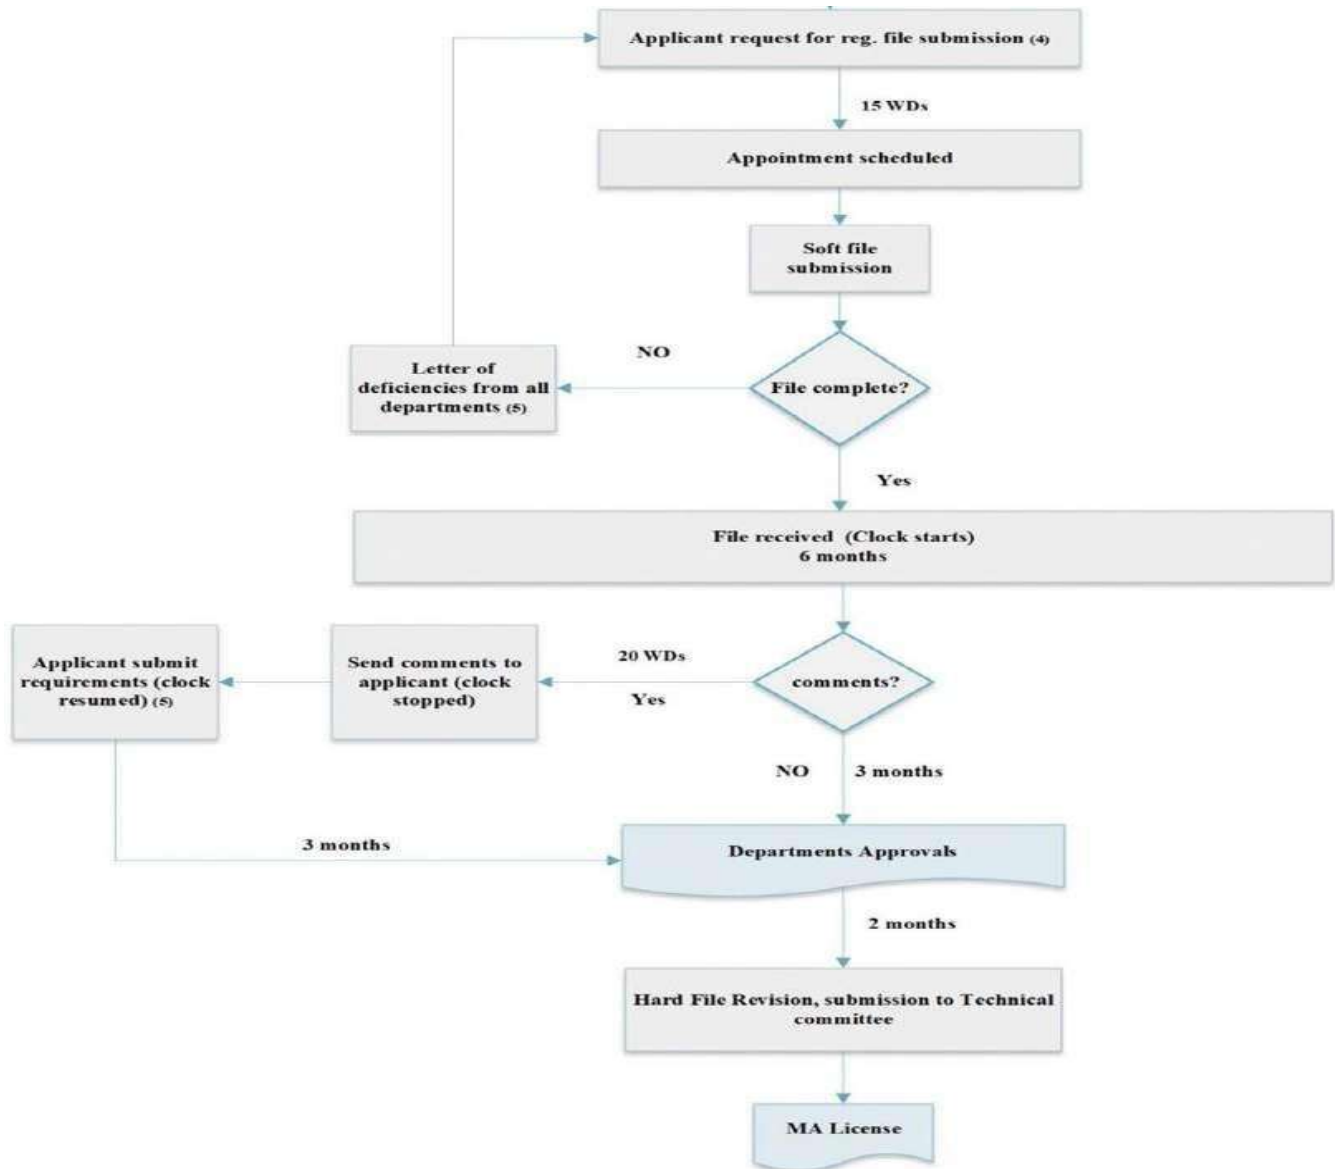 Applicant request for reg. file submission (4)
15 WDs
Appointment scheduled
Soft file
submission
NO
Letter of
deficiencies from all
departments (5)
File complete?
Yes
File received (Clock starts)
6 months
20 WDs
Applicant submit
requirements (clock
resumed) (5)
Send comments to
applicant (clock
stopped)
comments?
Yes
NO
3 months
3 months
Departments Approvals
2 months
Hard File Revision, submission to Technical
committee
MA License